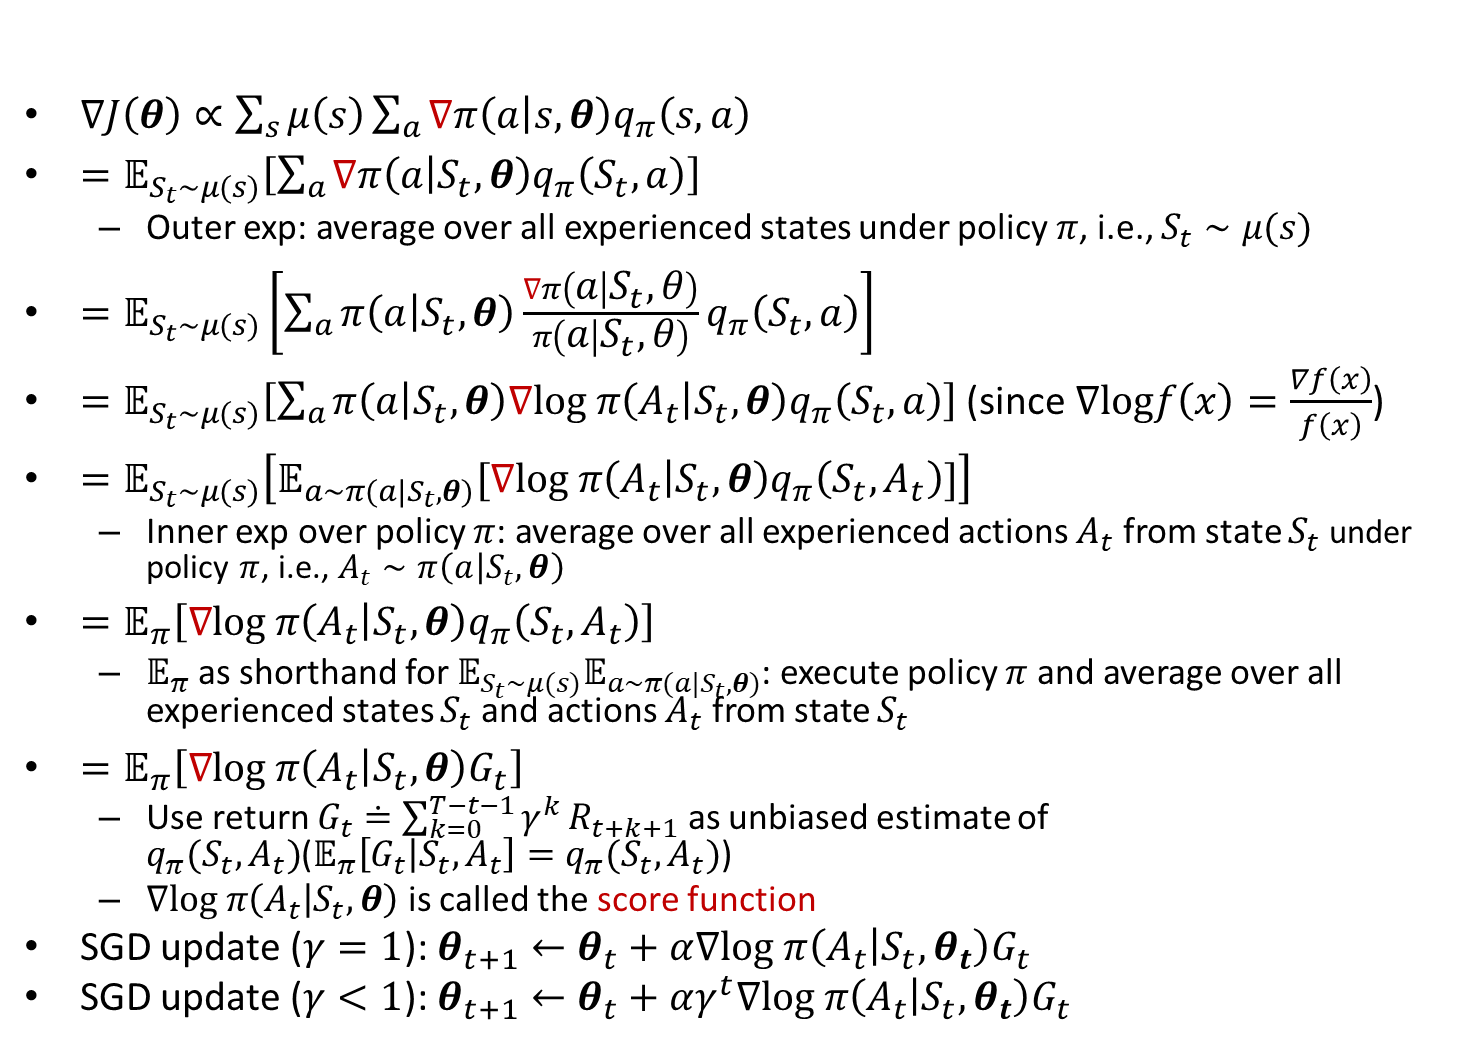 • ∇J(𝜽) ∝ ∑ₛ μ(s) ∑ₐ ∇π(a|s, 𝜽)q_π(s, a)
• = 𝔼_{S_t∼μ(s)}[∑ₐ ∇π(a|S_t, 𝜽)q_π(S_t, a)]
– Outer exp: average over all experienced states under policy π, i.e., S_t ∼ μ(s)
• = 𝔼_{S_t∼μ(s)} [∑ₐ π(a|S_t, 𝜽) \frac{∇π(a|S_t, θ)}{π(a|S_t, θ)} q_π(S_t, a)]
• = 𝔼_{S_t∼μ(s)}[∑ₐ π(a|S_t, 𝜽)∇log π(A_t|S_t, 𝜽)q_π(S_t, a)] (since ∇logf(x) = \frac{∇f(x)}{f(x)})
• = 𝔼_{S_t∼μ(s)}[𝔼_{a∼π(a|S_t,𝜽)}[∇log π(A_t|S_t, 𝜽)q_π(S_t, A_t)]]
– Inner exp over policy π: average over all experienced actions A_t from state S_t under
policy π, i.e., A_t ∼ π(a|S_t, 𝜽)
• = 𝔼_π[∇log π(A_t|S_t, 𝜽)q_π(S_t, A_t)]
– 𝔼_π as shorthand for 𝔼_{S_t∼μ(s)}𝔼_{a∼π(a|S_t,𝜽)}: execute policy π and average over all
experienced states S_t and actions A_t from state S_t
• = 𝔼_π[∇log π(A_t|S_t, 𝜽)G_t]
– Use return G_t ≐ ∑_{k=0}^{T−t−1} γ^k R_{t+k+1} as unbiased estimate of
q_π(S_t, A_t)(𝔼_π[G_t|S_t, A_t] = q_π(S_t, A_t))
– ∇log π(A_t|S_t, 𝜽) is called the score function
• SGD update (γ = 1): 𝜽_{t+1} ← 𝜽_t + α∇log π(A_t|S_t, 𝜽_𝒕)G_t
• SGD update (γ < 1): 𝜽_{t+1} ← 𝜽_t + αγ^t∇log π(A_t|S_t, 𝜽_𝒕)G_t